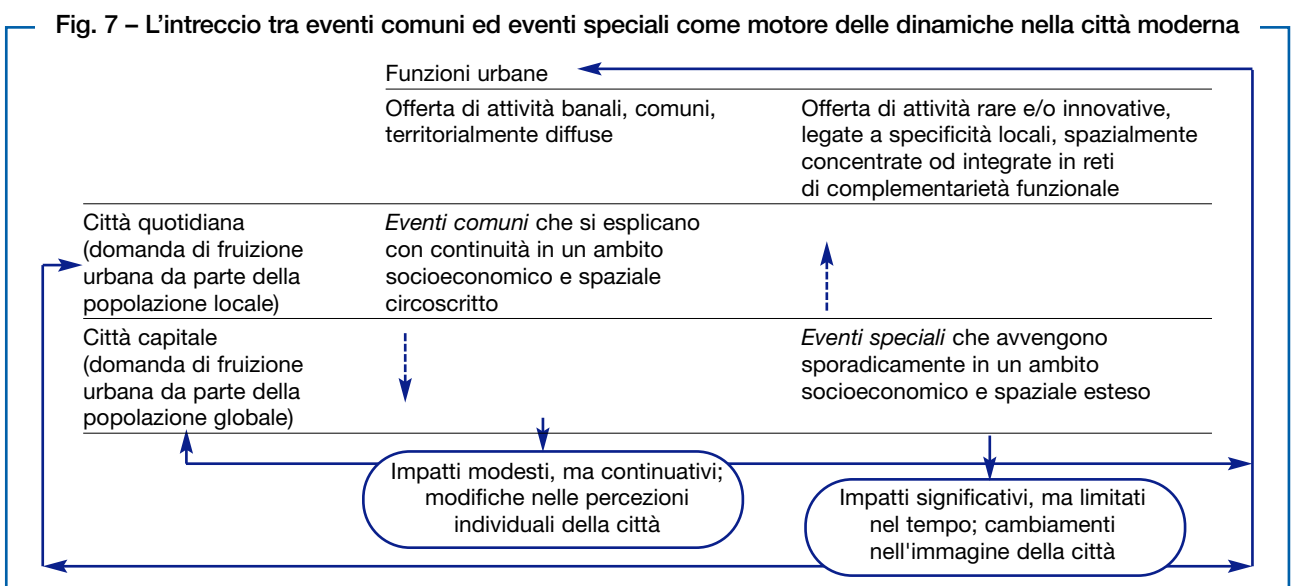 Fig. 7 – L'intreccio tra eventi comuni ed eventi speciali come motore delle dinamiche nella città moderna
Funzioni urbane
Offerta di attività banali, comuni,
territorialmente diffuse
Offerta di attività rare e/o innovative,
legate a specificità locali, spazialmente
concentrate od integrate in reti
di complementarietà funzionale
Città quotidiana
(domanda di fruizione
urbana da parte della
popolazione locale)
Eventi comuni che si esplicano
con continuità in un ambito
socioeconomico e spaziale
circoscritto
Città capitale
(domanda di fruizione
urbana da parte della
popolazione globale)
Eventi speciali che avvengono
sporadicamente in un ambito
socioeconomico e spaziale esteso
Impatti modesti, ma continuativi;
modifiche nelle percezioni
individuali della città
Impatti significativi, ma limitati
nel tempo; cambiamenti
nell'immagine della città